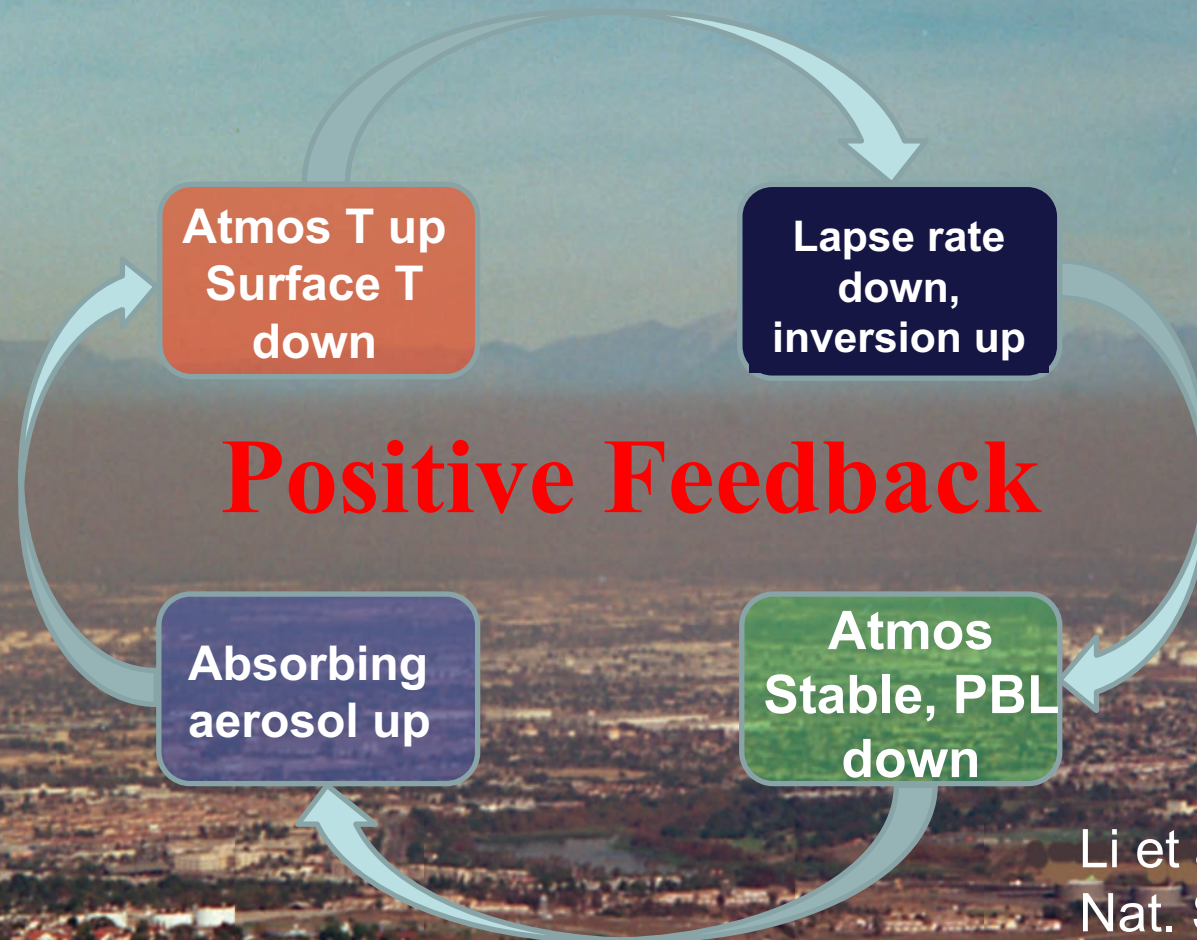 Atmos T up
Surface T
down
Lapse rate
down,
inversion up
Positive Feedback
Absorbing
aerosol up
Atmos
Stable, PBL
down
Li et
Nat.